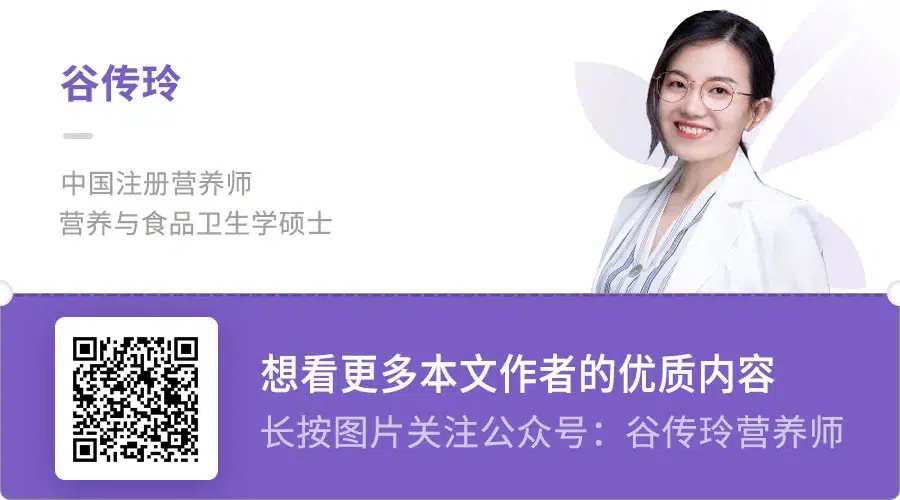 谷传玲
中国注册营养师
营养与食品卫生学硕士
想看更多本文作者的优质内容
长按图片关注公众号：谷传玲营养师